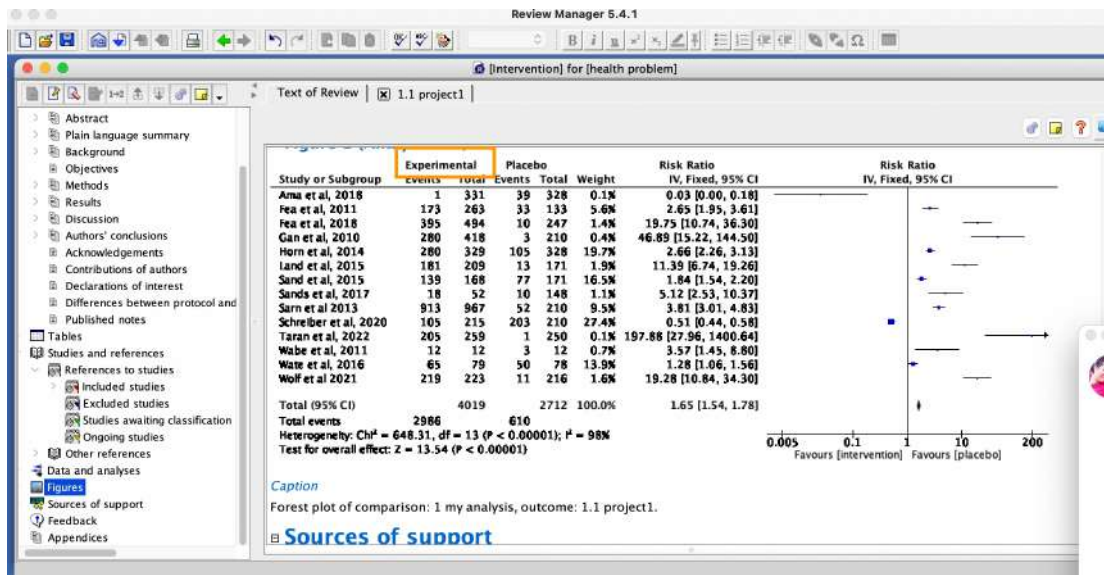 Review Manager 5.4.1
[Intervention] for [health problem]
Text of Review
1.1 project1
Abstract
Plain language summary
Background
Objectives
Methods
Results
Discussion
Authors' conclusions
Acknowledgements
Contributions of authors
Declarations of interest
Differences between protocol and
Published notes
Tables
Studies and references
References to studies
Included studies
Excluded studies
Studies awaiting classification
Ongoing studies
Other references
Data and analyses
Figures
Sources of support
Feedback
Appendices
Experimental Placebo Risk Ratio Risk Ratio
Study or Subgroup Events Total Events Total Weight IV, Fixed, 95% CI IV, Fixed, 95% CI
Ama et al, 2018 1 331 39 328 0.1% 0.03 [0.00, 0.18]
Fea et al, 2011 173 263 33 133 5.6% 2.65 [1.95, 3.61]
Fea et al, 2018 395 494 10 247 1.4% 19.75 [10.74, 36.30]
Gan et al, 2010 280 418 3 210 0.4% 46.89 [15.22, 144.50]
Horn et al, 2014 280 329 105 328 19.7% 2.66 [2.26, 3.13]
Land et al, 2015 181 209 13 171 1.9% 11.39 [6.74, 19.26]
Sand et al, 2015 139 168 77 171 16.5% 1.84 [1.54, 2.20]
Sands et al, 2017 18 52 10 148 1.1% 5.12 [2.53, 10.37]
Sarn et al 2013 913 967 52 210 9.5% 3.81 [3.01, 4.83]
Schreiber et al, 2020 105 215 203 210 27.4% 0.51 [0.44, 0.58]
Taran et al, 2022 205 259 1 250 0.1% 197.88 [27.96, 1400.64]
Wabe et al, 2011 12 12 3 12 0.7% 3.57 [1.45, 8.80]
Wate et al, 2016 65 79 50 78 13.9% 1.28 [1.06, 1.56]
Wolf et al 2021 219 223 11 216 1.6% 19.28 [10.84, 34.30]
Total (95% CI) 4019 2712 100.0% 1.65 [1.54, 1.78]
Total events 2986 610
Heterogeneity: Chi² = 648.31, df = 13 (P < 0.00001); I² = 98%
Test for overall effect: Z = 13.54 (P < 0.00001)
0.005 0.1 1 10 200
Favours [intervention] Favours [placebo]
Caption
Forest plot of comparison: 1 my analysis, outcome: 1.1 project1.
Sources of support